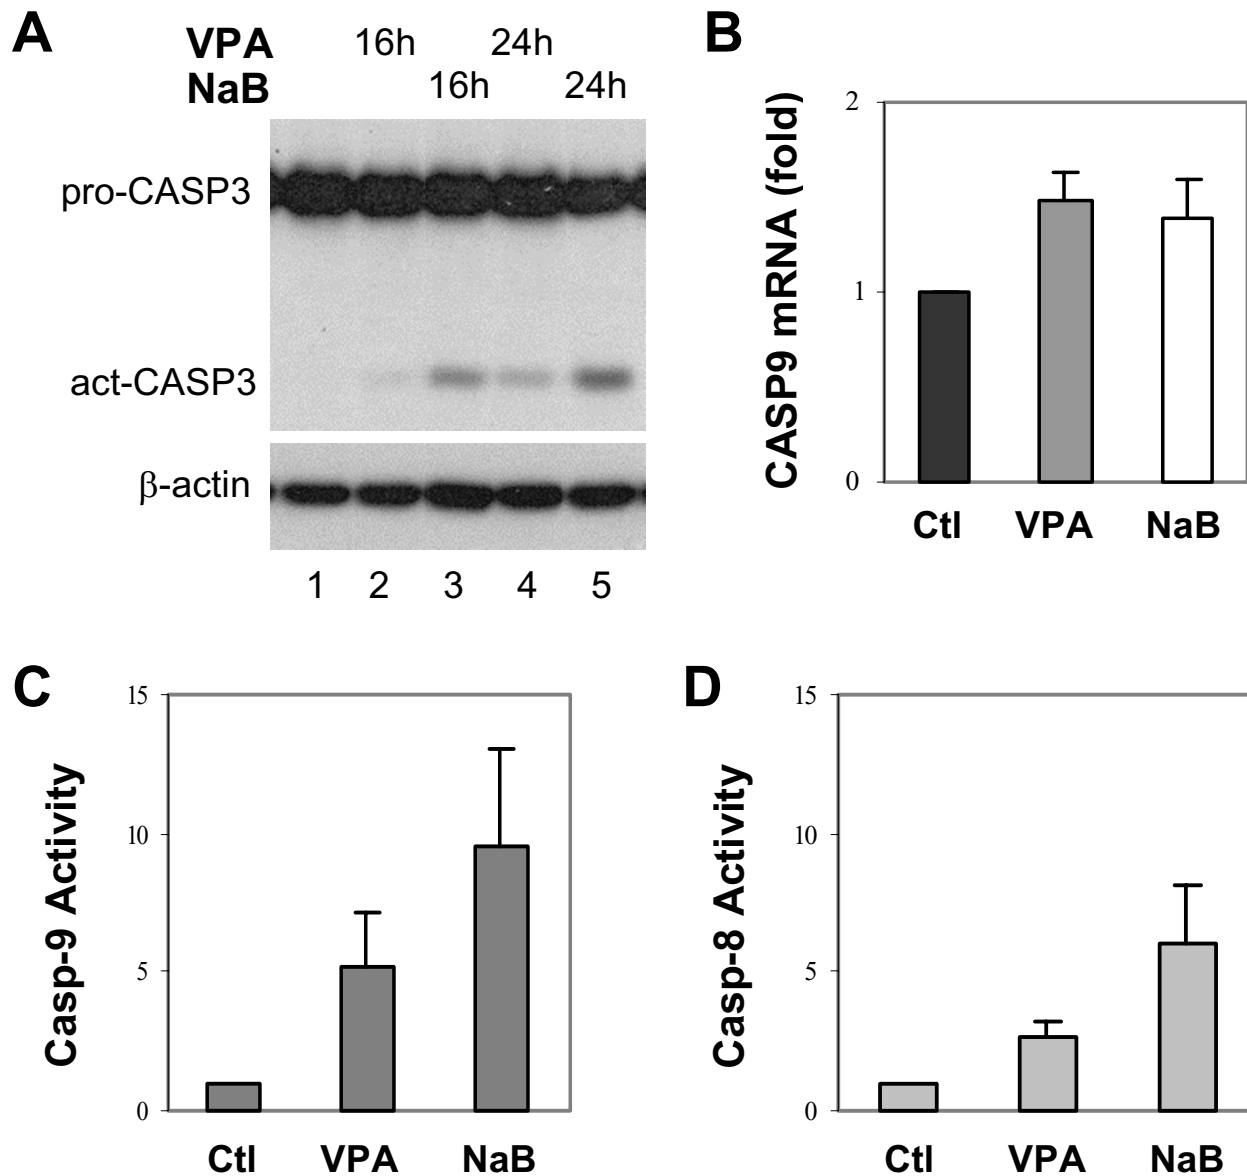 A
VPA 16h 24h
NaB 16h 24h
pro-CASP3
act-CASP3
β-actin
1 2 3 4 5
B
CASP9 mRNA (fold)
2
1
0
Ctl VPA NaB
C
Casp-9 Activity
15
10
5
0
Ctl VPA NaB
D
Casp-8 Activity
15
10
5
0
Ctl VPA NaB